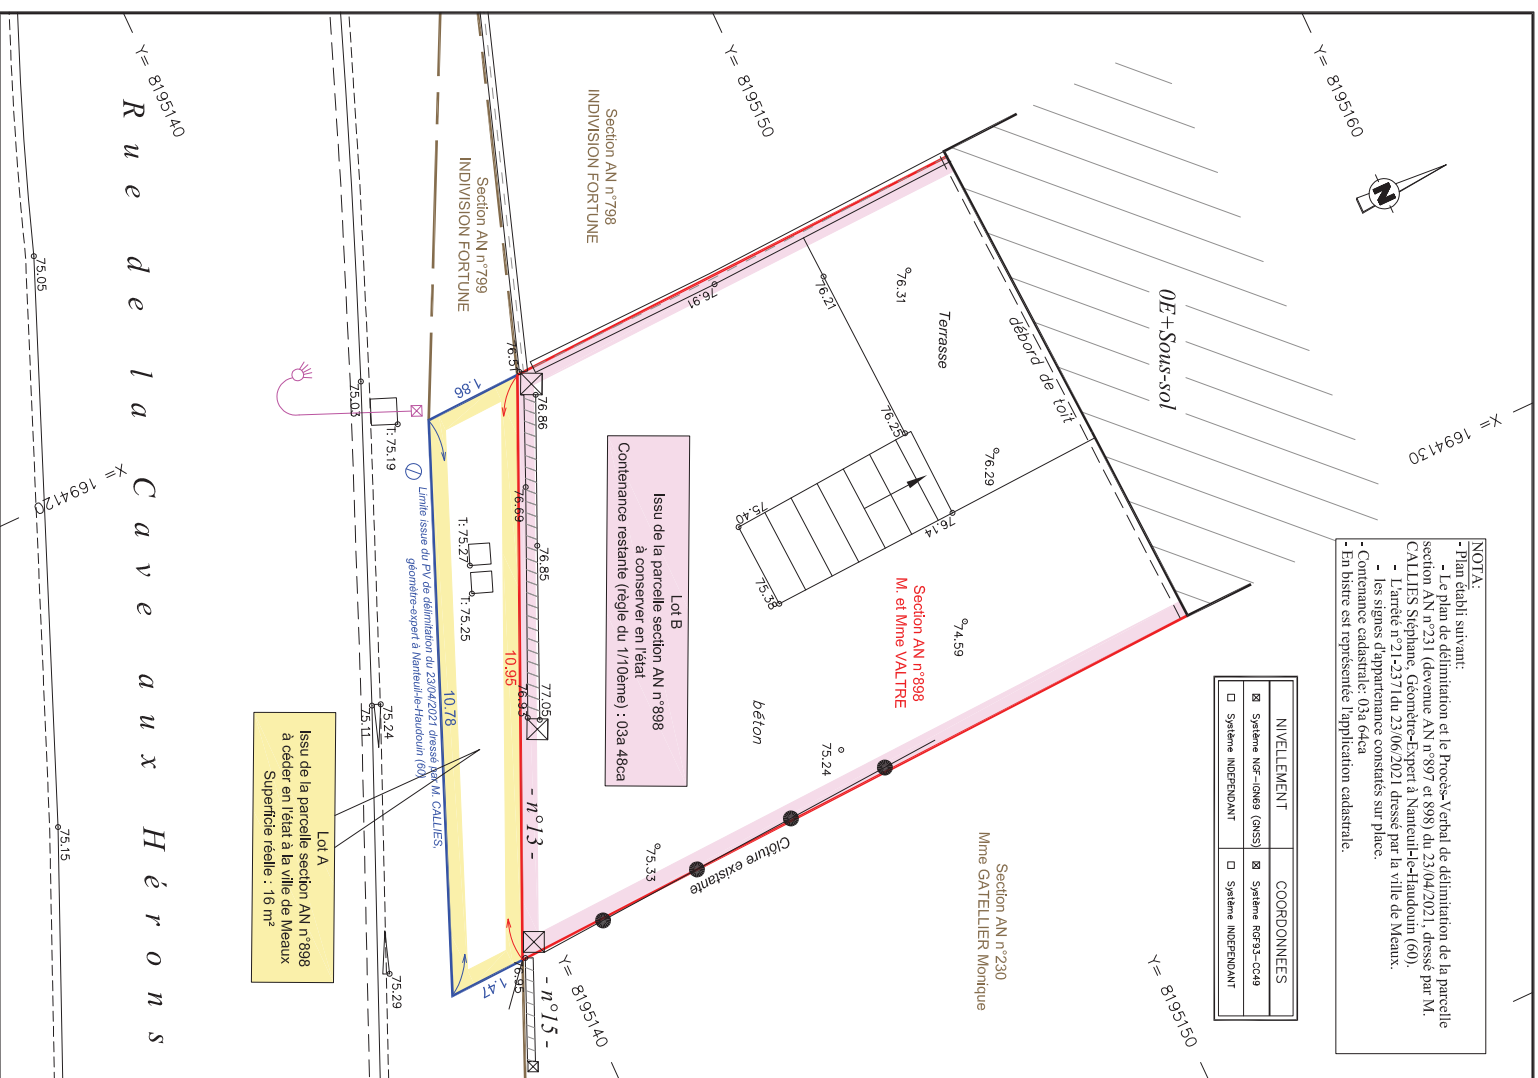 NOTA:
- Plan établi suivant:
- Le plan de délimitation et le Procès-Verbal de délimitation de la parcelle
section AN n°231 (devenue AN n°897 et 898) du 23/04/2021, dressé par M.
CALLIES Stéphane, Géomètre-Expert à Nanteuil-le-Haudouin (60).
- L'arrêté n°21-2371du 23/06/2021 dressé par la ville de Meaux.
- les signes d'appartenance constatés sur place.
- Contenance cadastrale: 03a 64ca
- En bistre est représentée l'application cadastrale.
NIVELLEMENT
COORDONNEES
Système NGF-IGN69 (GNSS)
Système RGF93-CC49
Système INDEPENDANT
Système INDEPENDANT
Y= 8195160
Y= 8195150
Y= 8195140
X= 1694130
X= 1694120
Y= 8195150
Y= 8195140
N
0E+Sous-sol
débord de toit
Terrasse
76.31
76.29
76.21
76.25
76.14
76.91
75.40
75.38
74.59
75.24
75.33
béton
Clôture existante
Section AN n°798
INDIVISION FORTUNE
Section AN n°799
INDIVISION FORTUNE
Section AN n°898
M. et Mme VALTRE
Section AN n°230
Mme GATELLIER Monique
Lot B
Issu de la parcelle section AN n°898
à conserver en l'état
Contenance restante (règle du 1/10ème) : 03a 48ca
76.57
76.86
76.69
76.85
77.05
76.93
76.95
- n°13 -
- n°15 -
1.86
10.95
10.78
1.47
Limite issue du PV de délimitation du 23/04/2021 dressé par M. CALLIES,
géomètre-expert à Nanteuil-le-Haudouin (60)
T: 75.19
T: 75.27
T: 75.25
75.03
75.24
75.11
75.29
75.05
75.15
Lot A
Issu de la parcelle section AN n°898
à céder en l'état à la ville de Meaux
Superficie réelle : 16 m²
Rue de la Cave aux Hérons